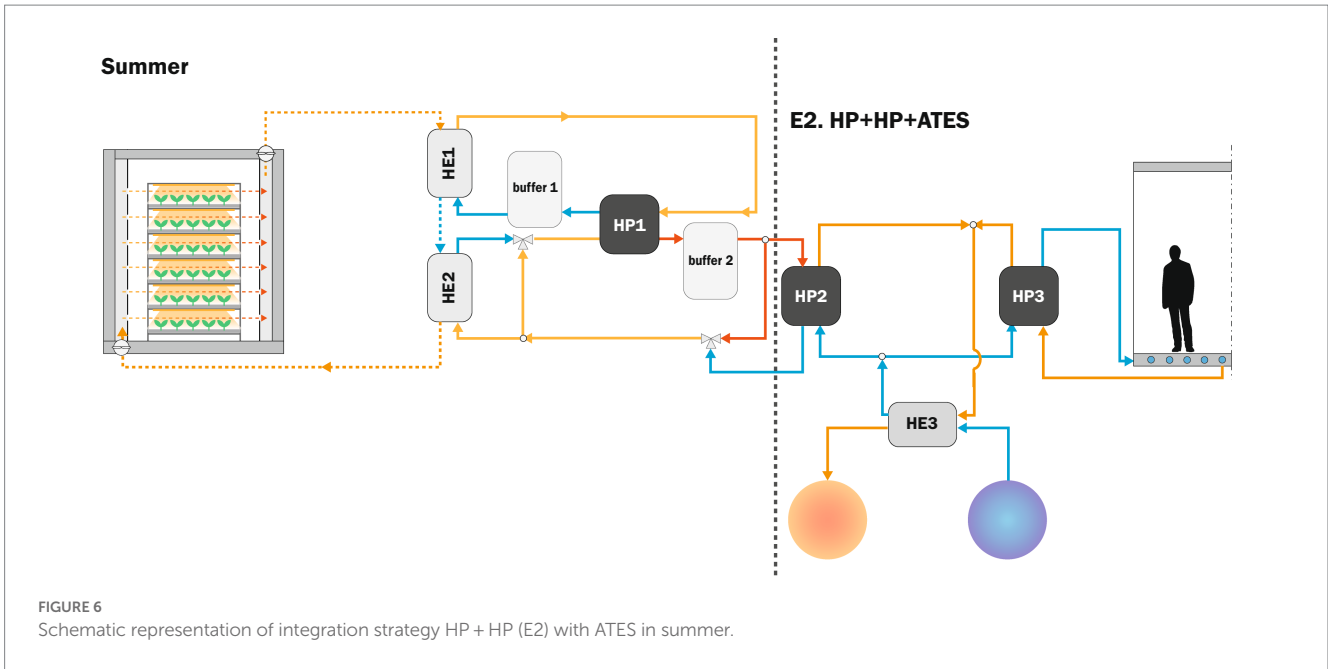 Summer
E2. HP+HP+ATES
HE1
buffer 1
HP1
HE2
buffer 2
HP2
HP3
HE3
FIGURE 6
Schematic representation of integration strategy HP + HP (E2) with ATES in summer.